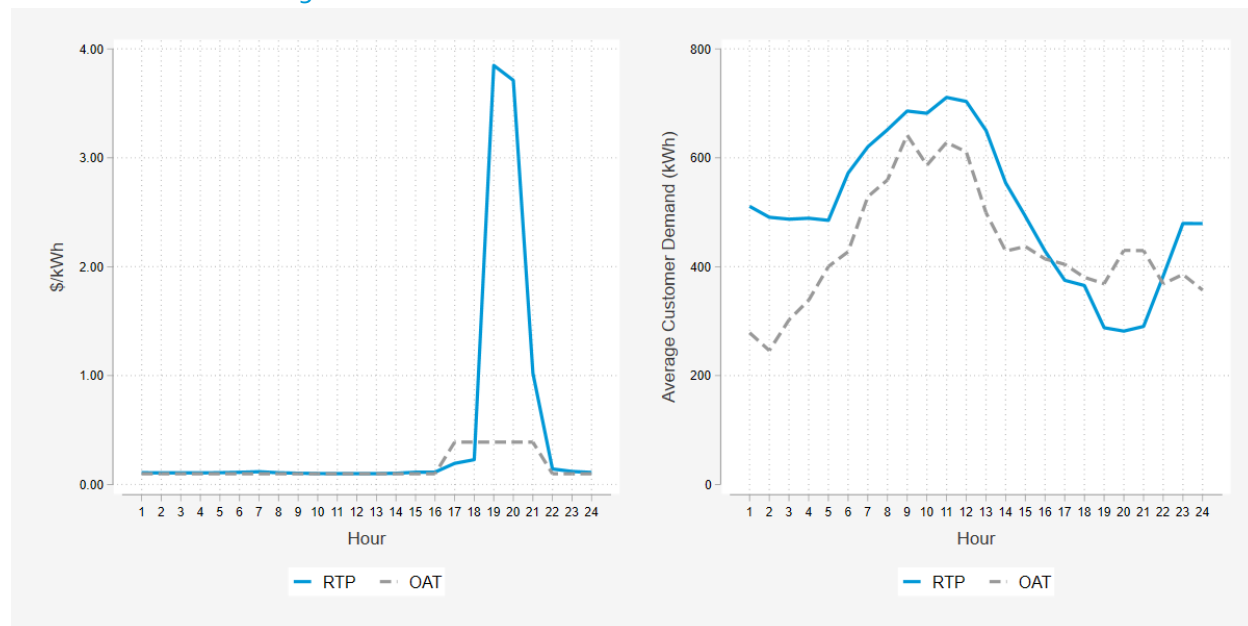 4.00
3.00
2.00
1.00
0.00
$/kWh
1 2 3 4 5 6 7 8 9 10 11 12 13 14 15 16 17 18 19 20 21 22 23 24
Hour
RTP OAT
800
600
400
200
0
Average Customer Demand (kWh)
1 2 3 4 5 6 7 8 9 10 11 12 13 14 15 16 17 18 19 20 21 22 23 24
Hour
RTP OAT